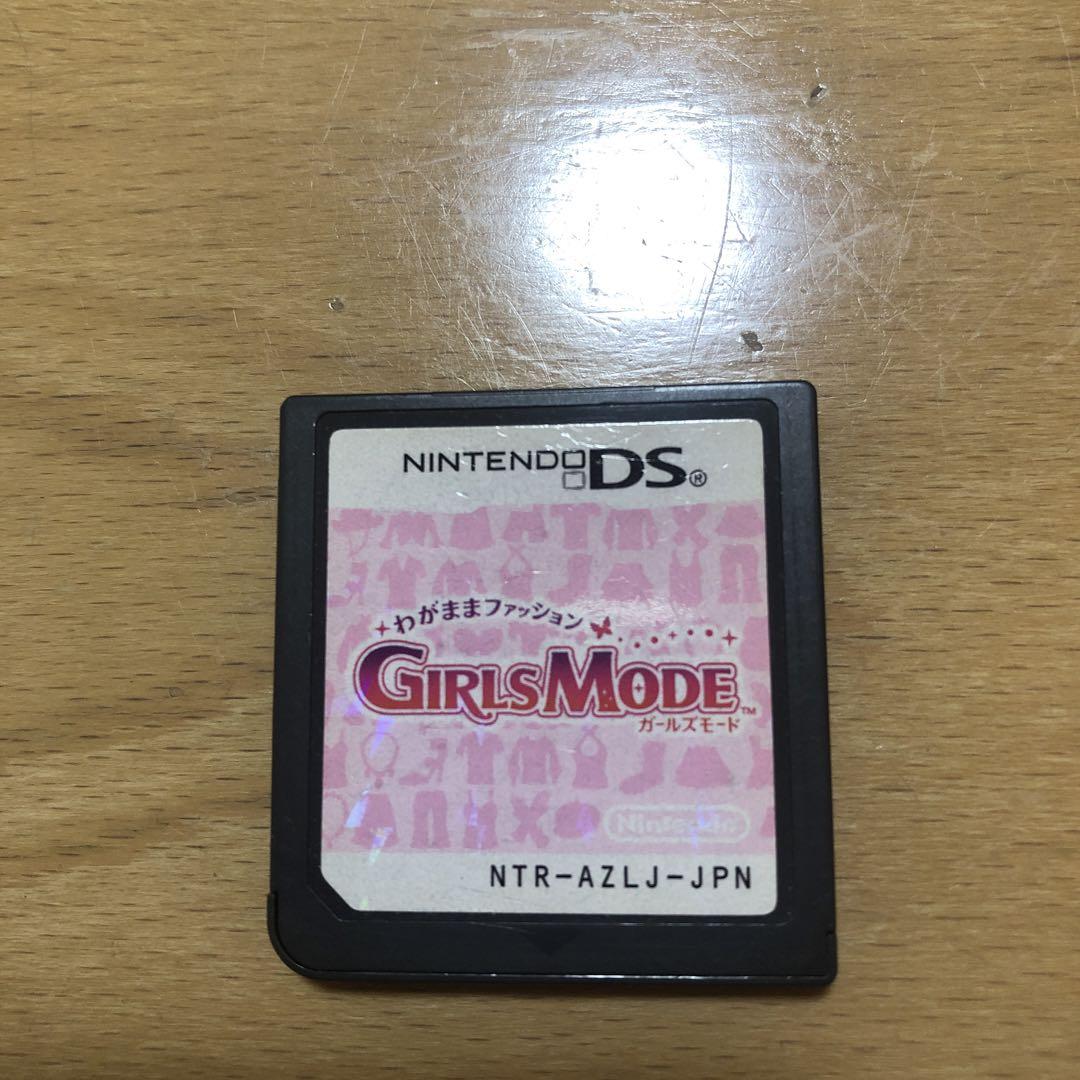 NINTENDO DS®
わがままファッション
GIRLS MODE™
ガールズモード
Nintendo
NTR-AZLJ-JPN